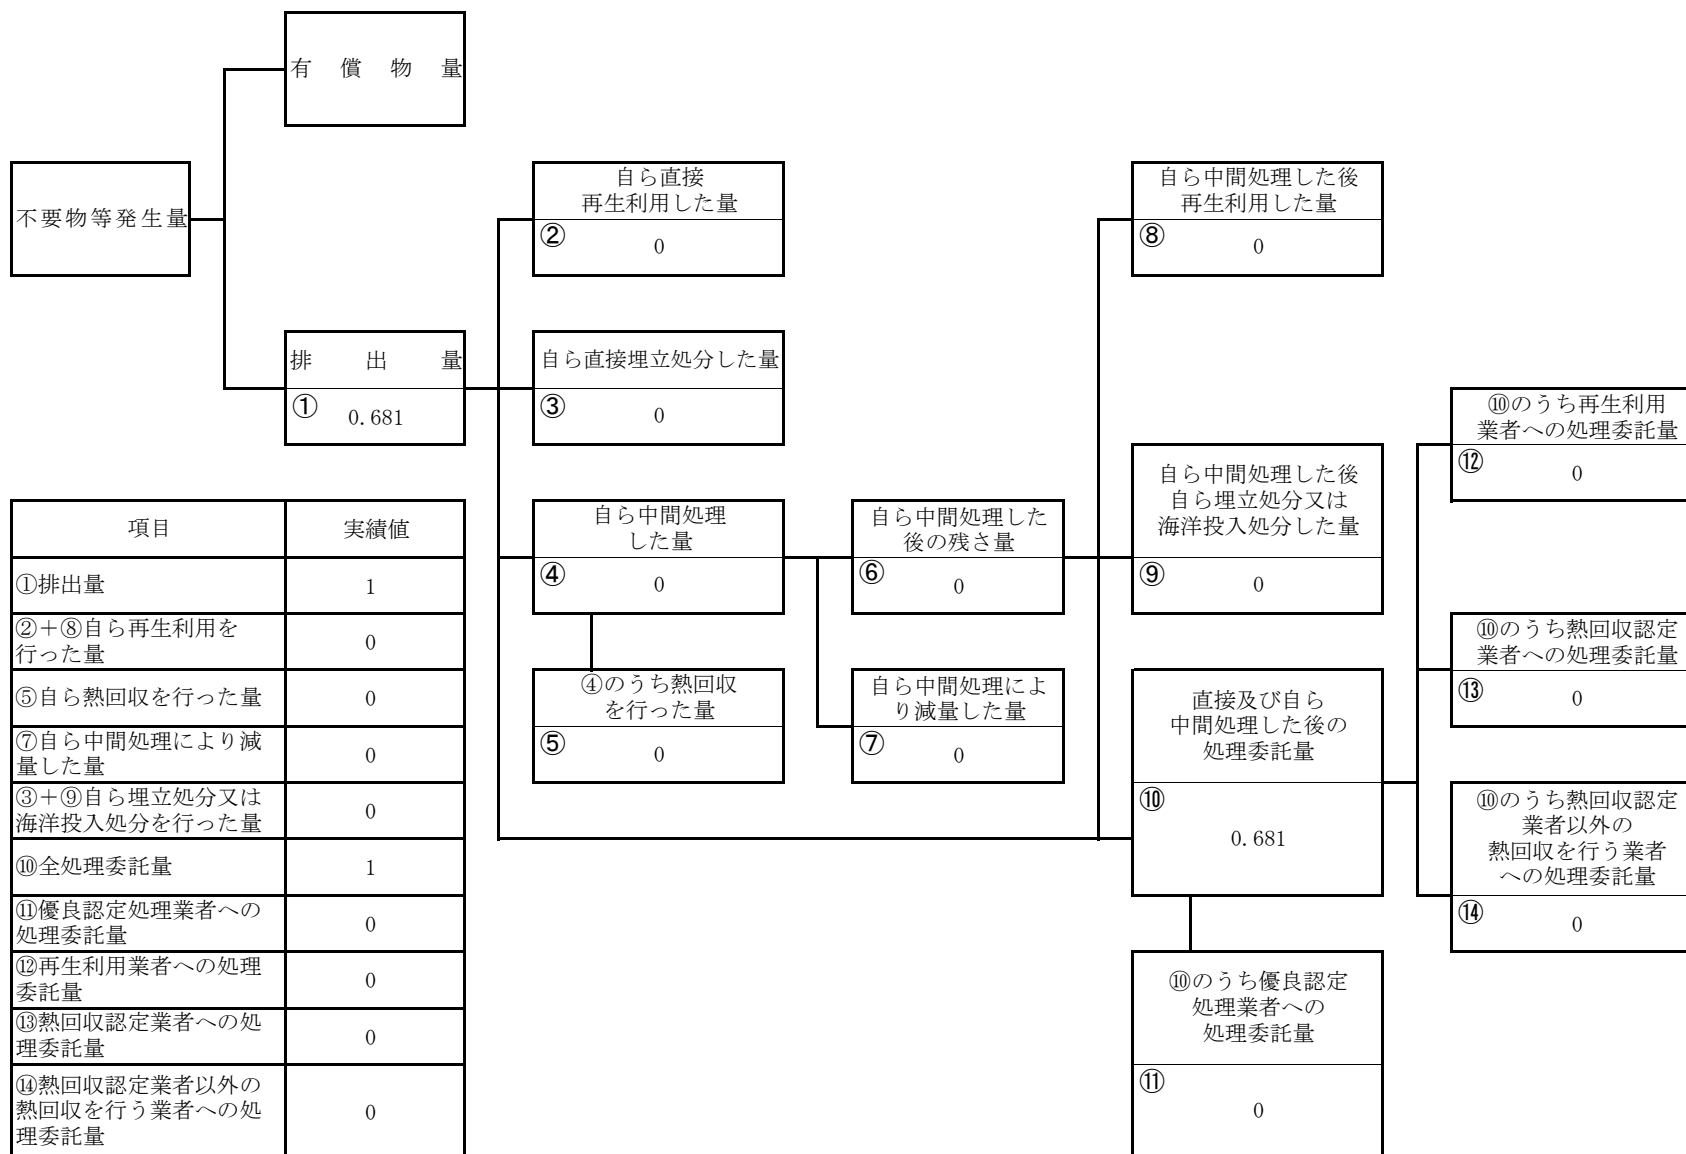 有償物量
不要物等発生量
排出量
①
0.681
自ら直接
再生利用した量
②
0
自ら直接埋立処分した量
③
0
自ら中間処理
した量
④
0
④のうち熱回収
を行った量
⑤
0
自ら中間処理した
後の残さ量
⑥
0
自ら中間処理によ
り減量した量
⑦
0
自ら中間処理した後
再生利用した量
⑧
0
自ら中間処理した後
自ら埋立処分又は
海洋投入処分した量
⑨
0
直接及び自ら
中間処理した後の
処理委託量
⑩
0.681
⑩のうち優良認定
処理業者への
処理委託量
⑪
0
⑩のうち再生利用
業者への処理委託量
⑫
0
⑩のうち熱回収認定
業者への処理委託量
⑬
0
⑩のうち熱回収認定
業者以外の
熱回収を行う業者
への処理委託量
⑭
0
項目 実績値
①排出量 1
②+⑧自ら再生利用を
行った量 0
⑤自ら熱回収を行った量 0
⑦自ら中間処理により減
量した量 0
③+⑨自ら埋立処分又は
海洋投入処分を行った量 0
⑩全処理委託量 1
⑪優良認定処理業者への
処理委託量 0
⑫再生利用業者への処理
委託量 0
⑬熱回収認定業者への処
理委託量 0
⑭熱回収認定業者以外の
熱回収を行う業者への処
理委託量 0